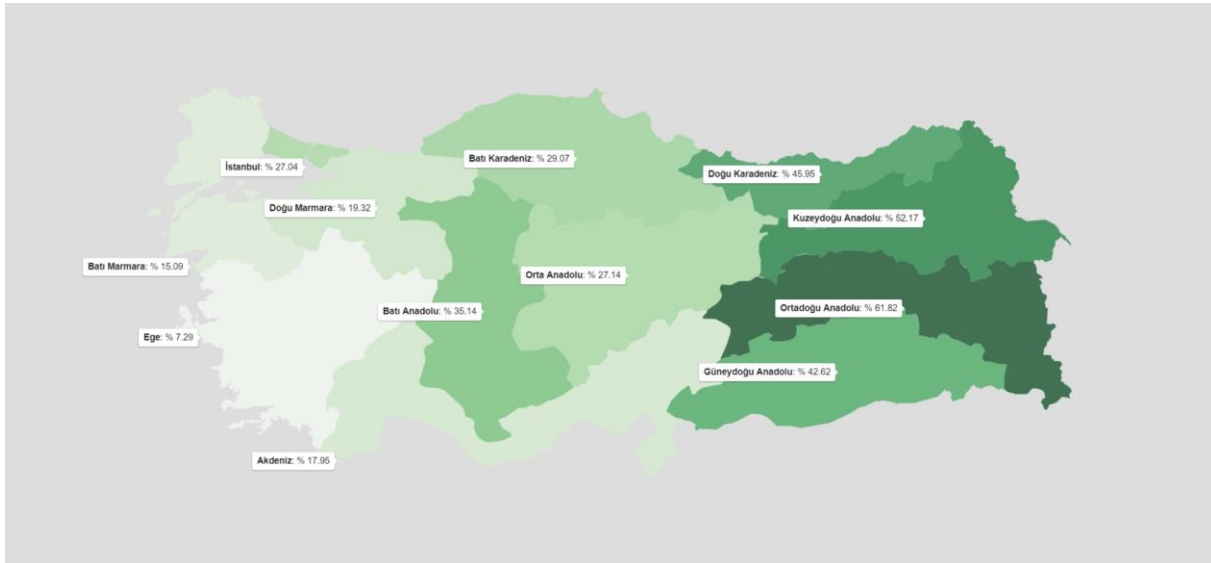 Batı Karadeniz: % 29.07
İstanbul: % 27.04
Doğu Karadeniz: % 45.95
Doğu Marmara: % 19.32
Kuzeydoğu Anadolu: % 52.17
Batı Marmara: % 15.09
Orta Anadolu: % 27.14
Batı Anadolu: % 35.14
Ortadoğu Anadolu: % 61.82
Ege: % 7.29
Güneydoğu Anadolu: % 42.62
Akdeniz: % 17.95